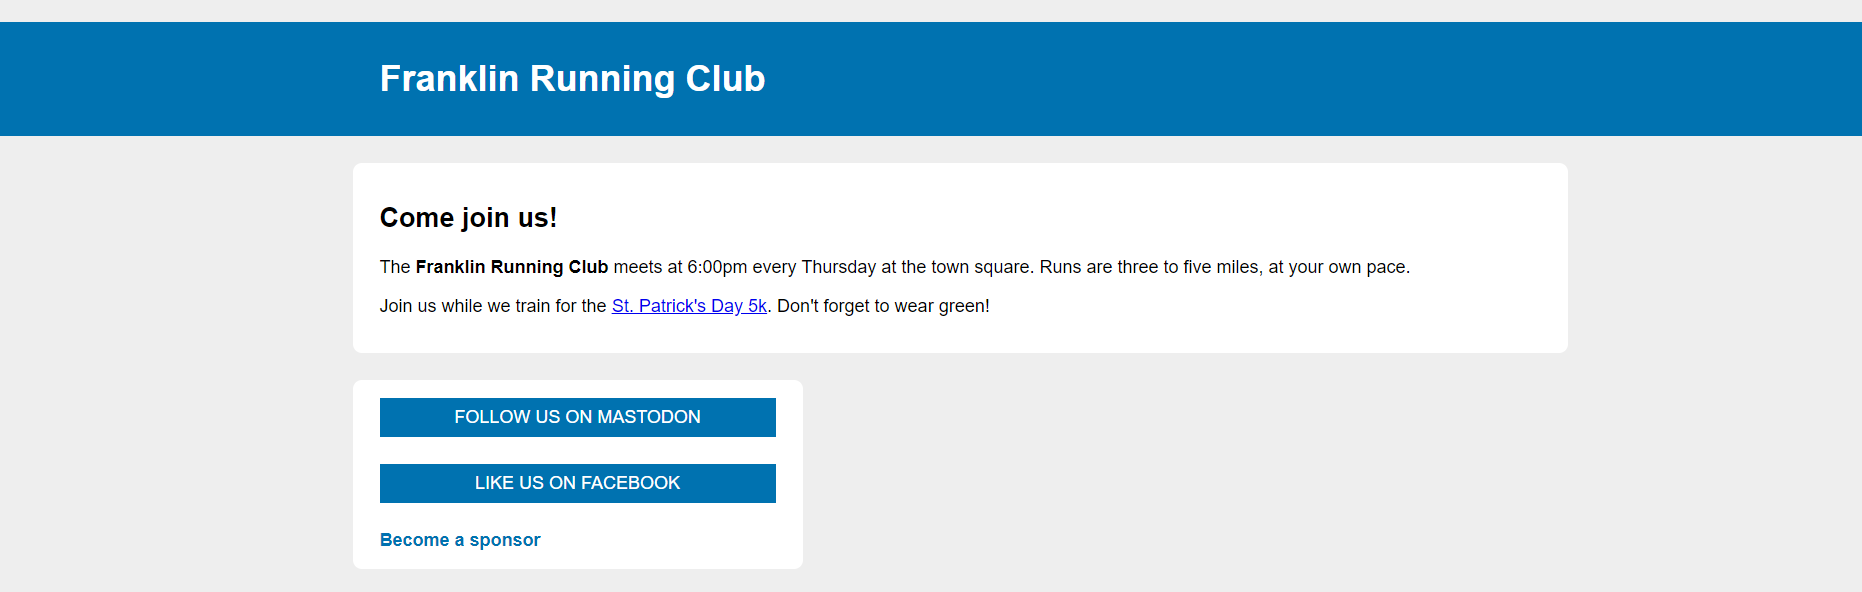 Franklin Running Club
Come join us!
The Franklin Running Club meets at 6:00pm every Thursday at the town square. Runs are three to five miles, at your own pace.
Join us while we train for the St. Patrick's Day 5k. Don't forget to wear green!
FOLLOW US ON MASTODON
LIKE US ON FACEBOOK
Become a sponsor